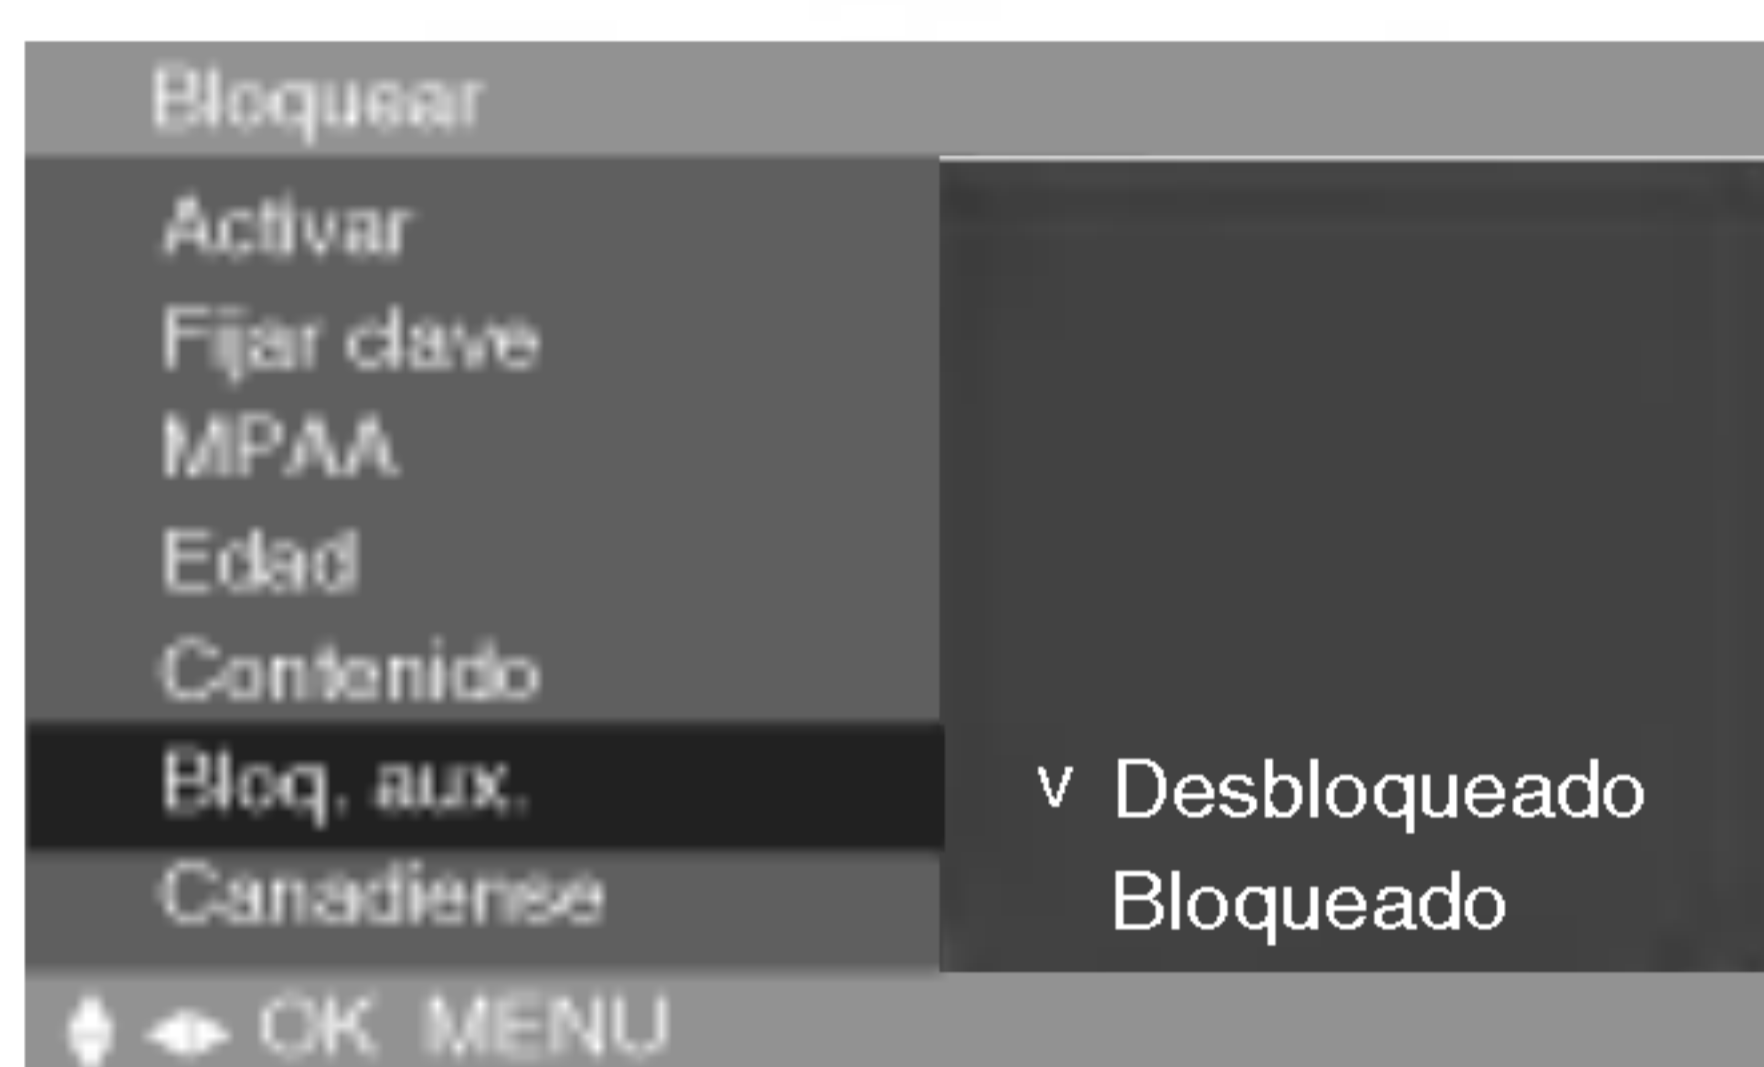 Bloquear
Activar
Fijar clave
MPAA
Edad
Contenido
Bloq. aux.
v Desbloqueado
Canadiense
Bloqueado
OK MENU